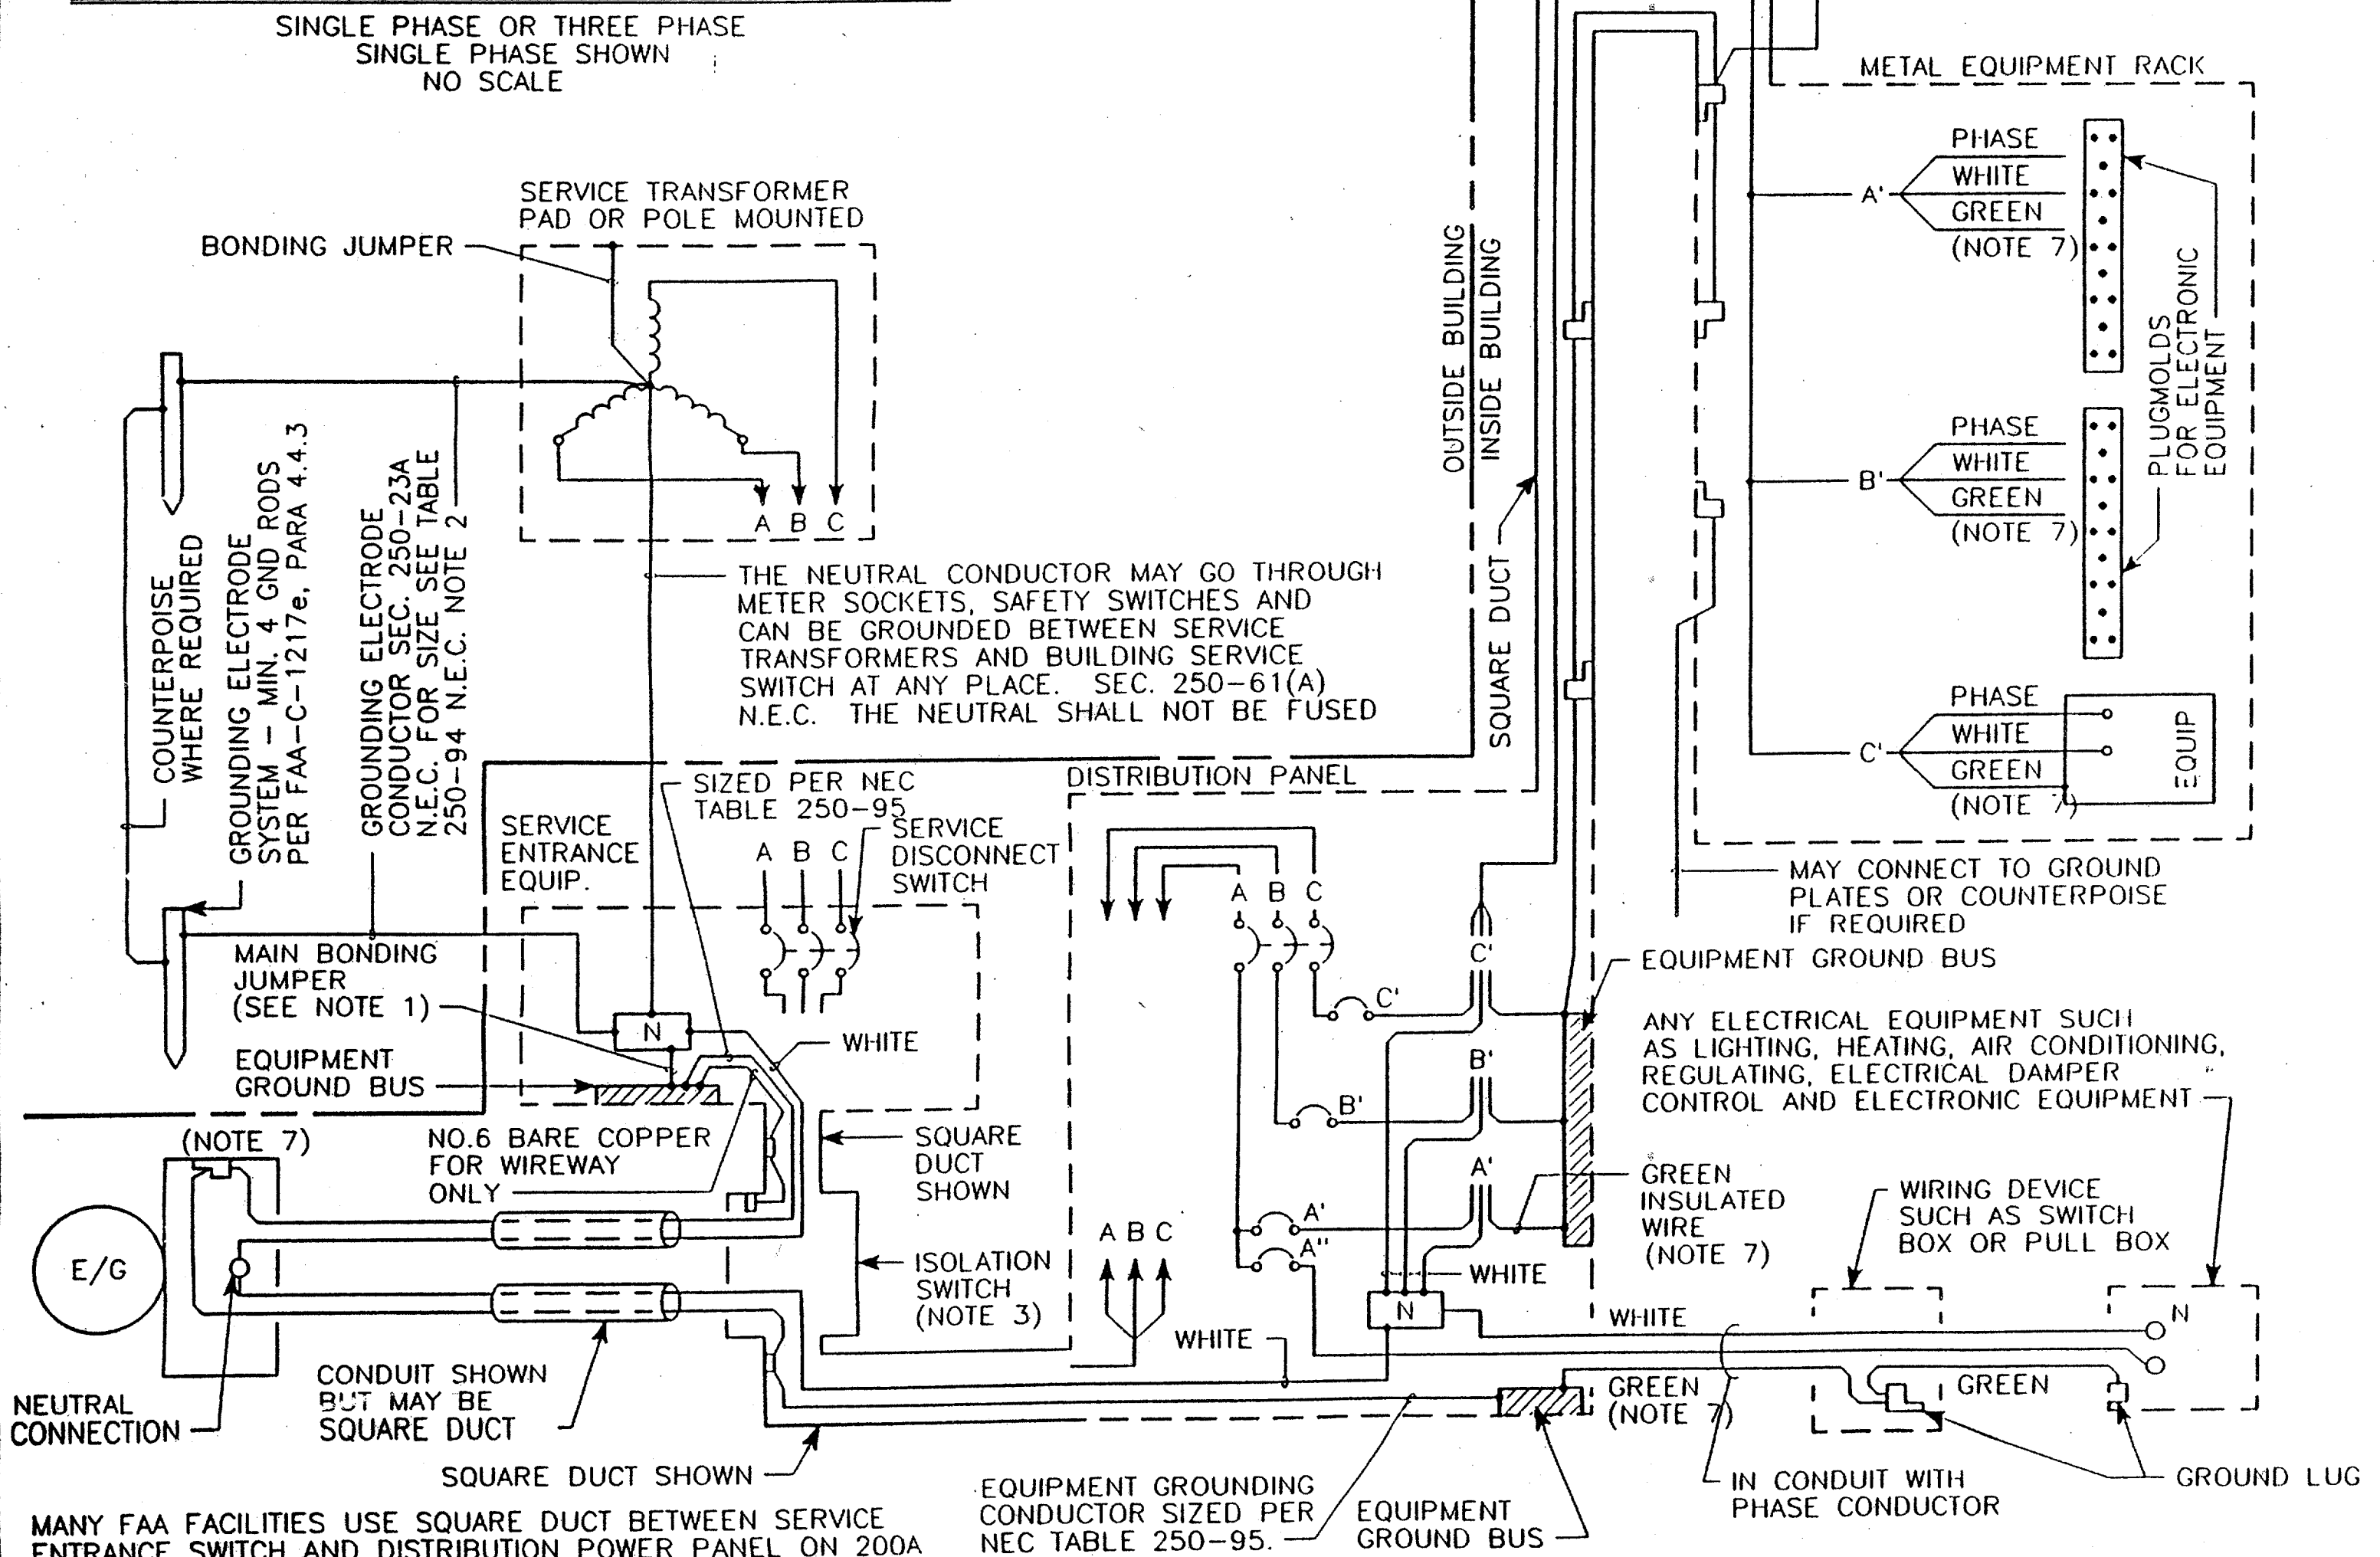 SINGLE PHASE OR THREE PHASE
SINGLE PHASE SHOWN
NO SCALE
SERVICE TRANSFORMER
PAD OR POLE MOUNTED
BONDING JUMPER
A B C
COUNTERPOISE
WHERE REQUIRED
GROUNDING ELECTRODE
SYSTEM - MIN. 4 GND RODS
PER FAA-C-1217e, PARA 4.4.3
GROUNDING ELECTRODE
CONDUCTOR SEC. 250-23A
N.E.C. FOR SIZE SEE TABLE
250-94 N.E.C. NOTE 2
THE NEUTRAL CONDUCTOR MAY GO THROUGH
METER SOCKETS, SAFETY SWITCHES AND
CAN BE GROUNDED BETWEEN SERVICE
TRANSFORMERS AND BUILDING SERVICE
SWITCH AT ANY PLACE. SEC. 250-61(A)
N.E.C. THE NEUTRAL SHALL NOT BE FUSED
OUTSIDE BUILDING
INSIDE BUILDING
SQUARE DUCT
METAL EQUIPMENT RACK
A'
PHASE
WHITE
GREEN
(NOTE 7)
B'
PHASE
WHITE
GREEN
(NOTE 7)
PLUGMOLDS
FOR ELECTRONIC
EQUIPMENT
C'
PHASE
WHITE
GREEN
(NOTE 7)
EQUIP
MAY CONNECT TO GROUND
PLATES OR COUNTERPOISE
IF REQUIRED
SERVICE
ENTRANCE
EQUIP.
SIZED PER NEC
TABLE 250-95
A B C
SERVICE
DISCONNECT
SWITCH
DISTRIBUTION PANEL
A B C
MAIN BONDING
JUMPER
(SEE NOTE 1)
N
WHITE
EQUIPMENT
GROUND BUS
C'
C'
EQUIPMENT GROUND BUS
ANY ELECTRICAL EQUIPMENT SUCH
AS LIGHTING, HEATING, AIR CONDITIONING,
REGULATING, ELECTRICAL DAMPER
CONTROL AND ELECTRONIC EQUIPMENT
B'
B'
(NOTE 7)
NO.6 BARE COPPER
FOR WIREWAY
ONLY
SQUARE
DUCT
SHOWN
A'
A'
A''
GREEN
INSULATED
WIRE
(NOTE 7)
WIRING DEVICE
SUCH AS SWITCH
BOX OR PULL BOX
E/G
ISOLATION
SWITCH
(NOTE 3)
A B C
WHITE
N
WHITE
WHITE
N
NEUTRAL
CONNECTION
CONDUIT SHOWN
BUT MAY BE
SQUARE DUCT
GREEN
(NOTE 7)
GREEN
SQUARE DUCT SHOWN
EQUIPMENT GROUNDING
CONDUCTOR SIZED PER
NEC TABLE 250-95.
EQUIPMENT
GROUND BUS
IN CONDUIT WITH
PHASE CONDUCTOR
GROUND LUG
MANY FAA FACILITIES USE SQUARE DUCT BETWEEN SERVICE
ENTRANCE SWITCH AND DISTRIBUTION POWER PANEL ON 200A